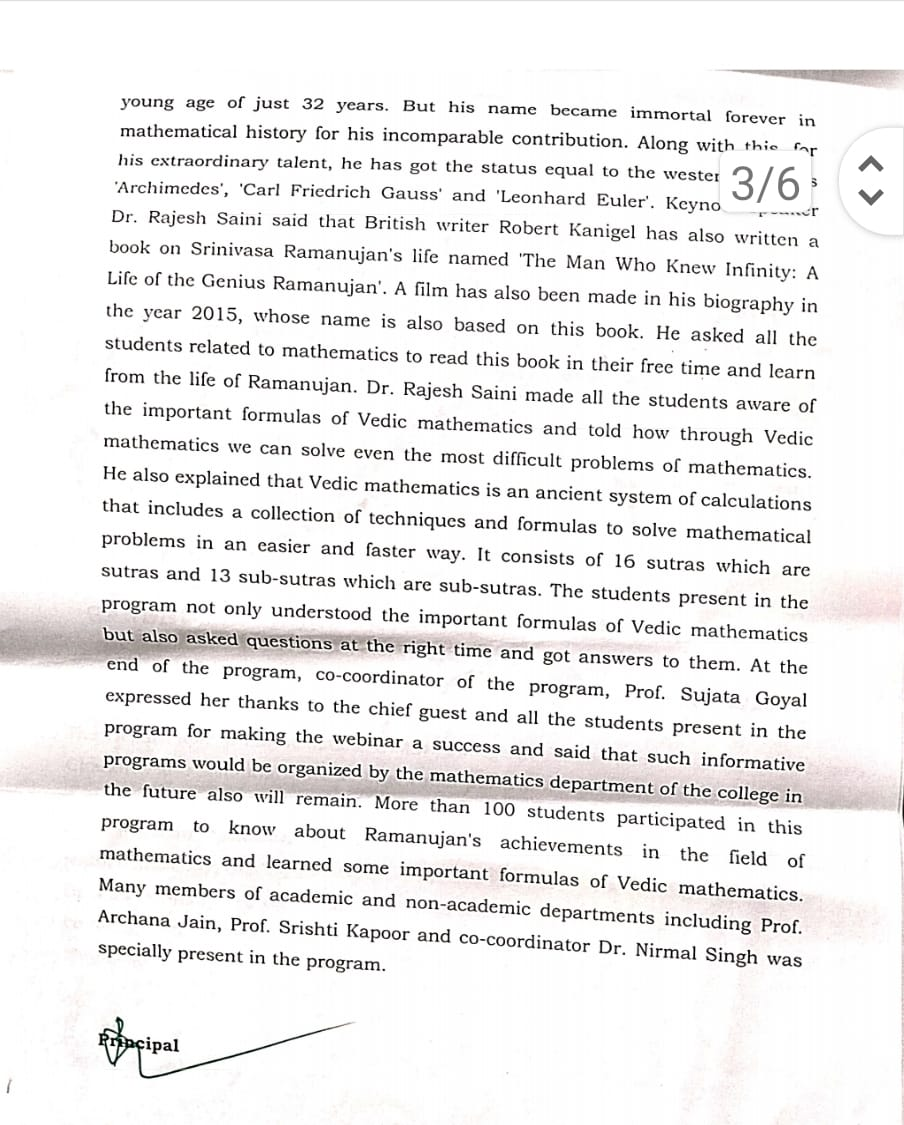 young age of just 32 years. But his name became immortal forever in
mathematical history for his incomparable contribution. Along with this for
his extraordinary talent, he has got the status equal to the
3/6
'Archimedes', 'Carl Friedrich Gauss' and 'Leonhard Euler'.
Dr. Rajesh Saini said that British writer Robert Kanigel has also written a
book on Srinivasa Ramanujan's life named 'The Man Who Knew Infinity: A
Life of the Genius Ramanujan'. A film has also been made in his biography in
the year 2015, whose name is also based on this book. He asked all the
students related to mathematics to read this book in their free time and learn
from the life of Ramanujan. Dr. Rajesh Saini made all the students aware of
the important formulas of Vedic mathematics and told how through Vedic
mathematics we can solve even the most difficult problems of mathematics.
He also explained that Vedic mathematics is an ancient system of calculations
that includes a collection of techniques and formulas to solve mathematical
problems in an easier and faster way. It consists of 16 sutras which are
sutras and 13 sub-sutras which are sub-sutras. The students present in the
program not only understood the important formulas of Vedic mathematics
but also asked questions at the right time and got answers to them. At the
end of the program, co-coordinator of the program, Prof. Sujata Goyal
expressed her thanks to the chief guest and all the students present in the
program for making the webinar a success and said that such informative
programs would be organized by the mathematics department of the college in
the future also will remain. More than 100 students participated in this
program to know about Ramanujan's achievements in the field of
mathematics and learned some important formulas of Vedic mathematics.
Many members of academic and non-academic departments including Prof.
Archana Jain, Prof. Srishti Kapoor and co-coordinator Dr. Nirmal Singh was
specially present in the program.
Principal